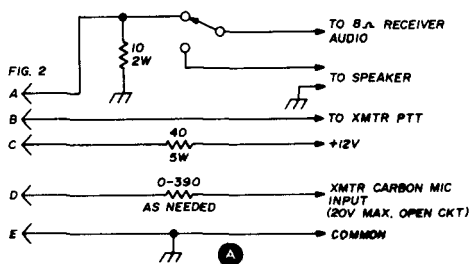 TO 8Ω RECEIVER
AUDIO
10
2W
FIG. 2
TO SPEAKER
A
B
TO XMTR PTT
C
40
5W
+12V
D
0-390
AS NEEDED
XMTR CARBON MIC
INPUT
(20V MAX, OPEN CKT)
E
COMMON
A